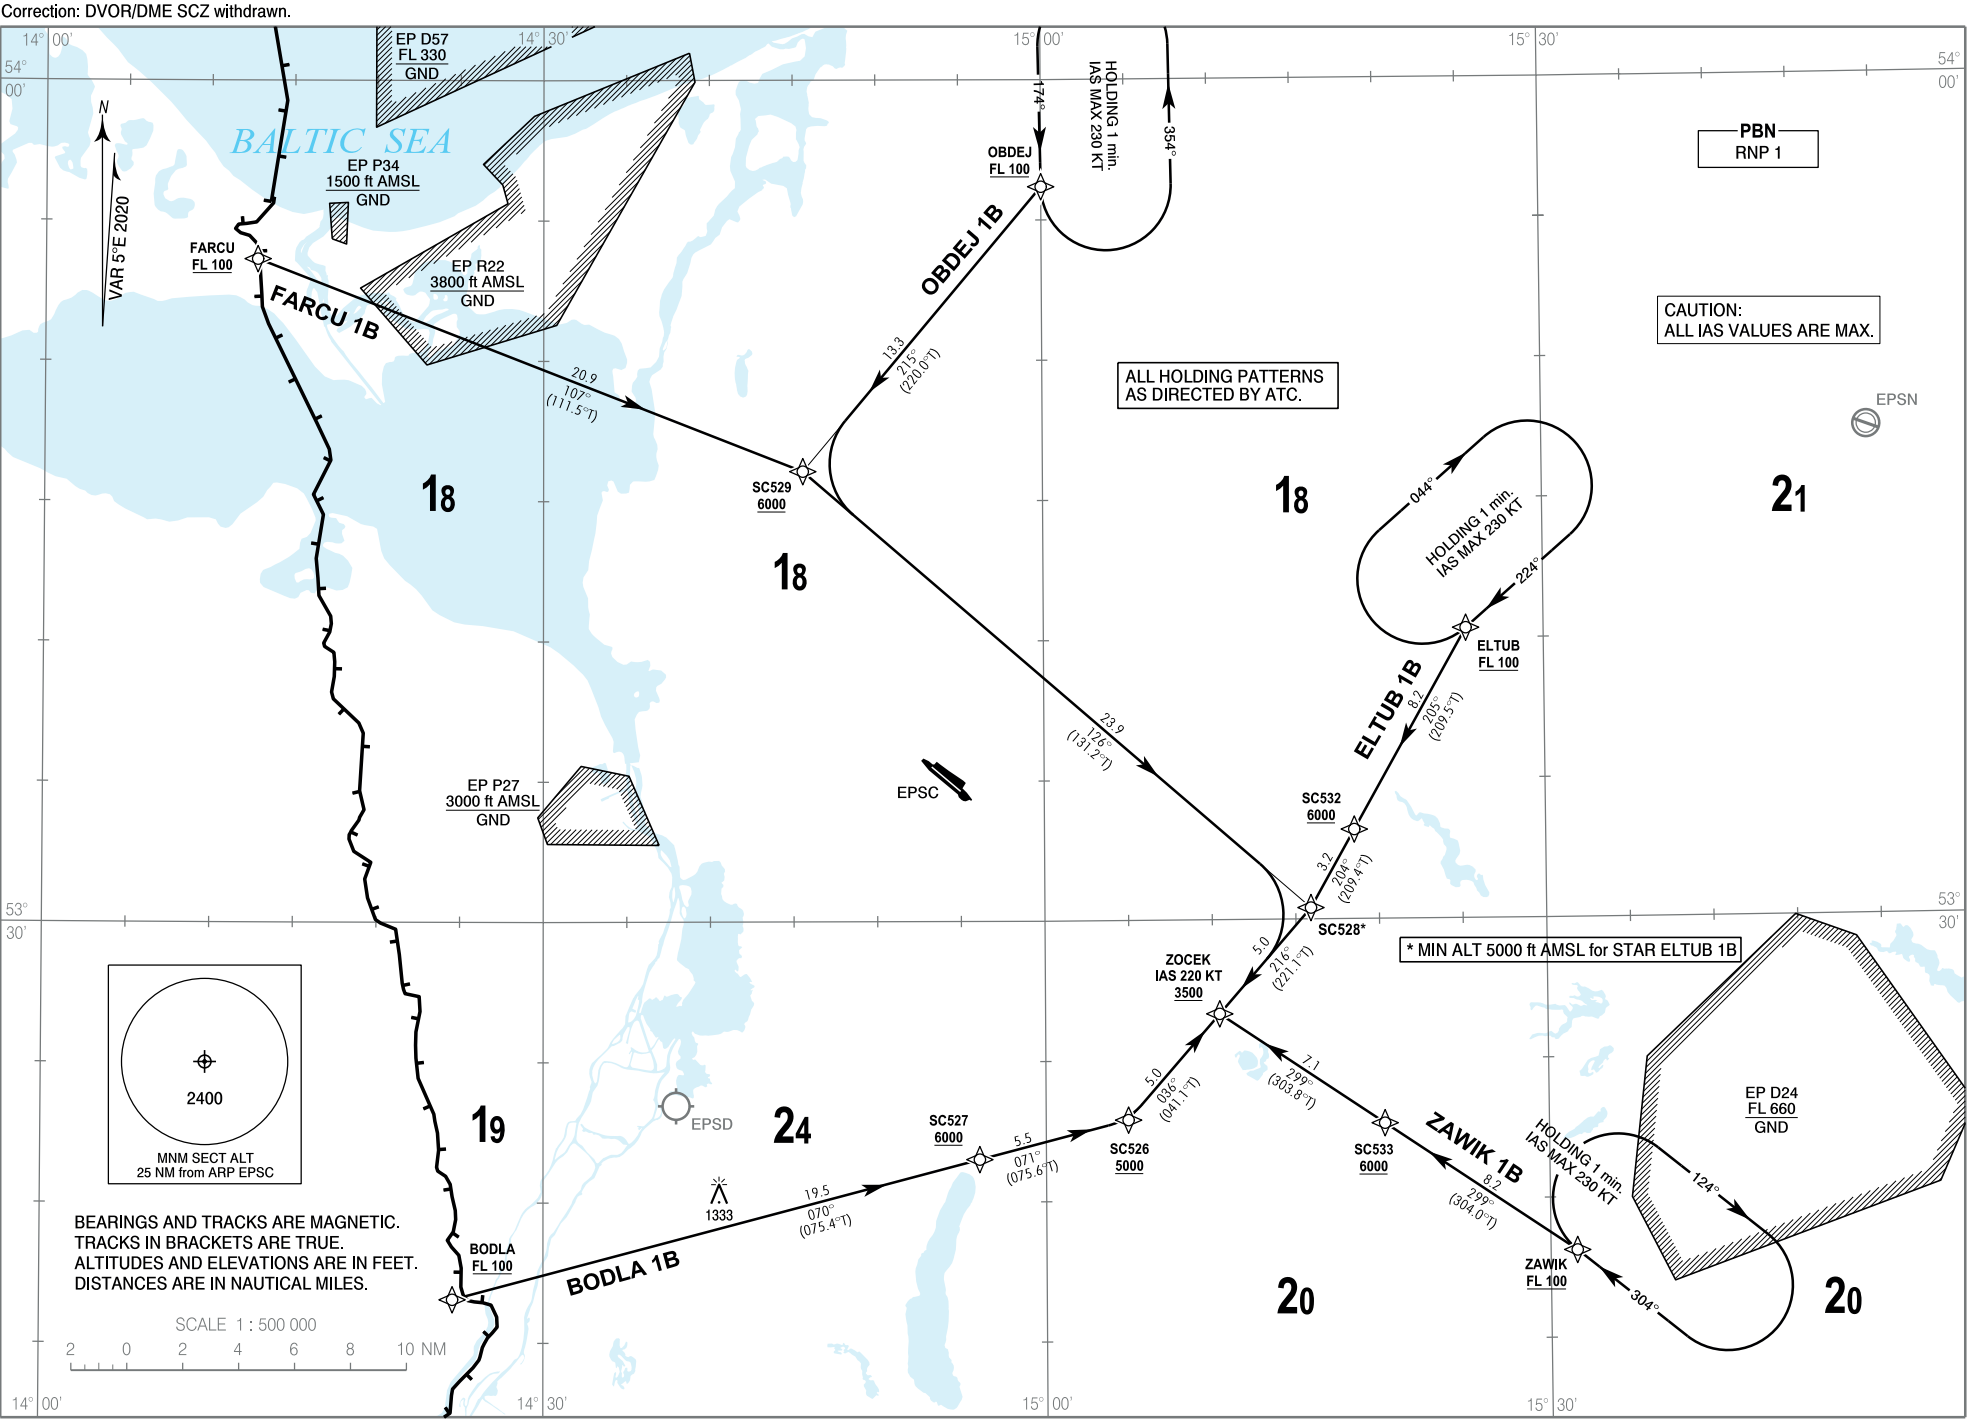 Correction: DVOR/DME SCZ withdrawn.
14° 00'
14° 30'
15° 00'
15° 30'
54°
00'
54°
00'
EP D57
FL 330
GND
N
VAR 5°E 2020
BALTIC SEA
EP P34
1500 ft AMSL
GND
174°
HOLDING 1 min.
IAS MAX 230 KT
354°
PBN
RNP 1
OBDEJ
FL 100
FARCU
FL 100
EP R22
3800 ft AMSL
GND
OBDEJ 1B
FARCU 1B
CAUTION:
ALL IAS VALUES ARE MAX.
13.3
215°
(220.0°T)
20.9
107°
(111.5°T)
ALL HOLDING PATTERNS
AS DIRECTED BY ATC.
EPSN
18
SC529
6000
18
044°
HOLDING 1 min.
IAS MAX 230 KT
224°
21
18
ELTUB
FL 100
ELTUB 1B
8.2
205°
(209.5°T)
23.9
126°
(131.2°T)
EP P27
3000 ft AMSL
GND
EPSC
SC532
6000
3.2
204°
(209.4°T)
53°
30'
53°
30'
SC528*
* MIN ALT 5000 ft AMSL for STAR ELTUB 1B
5.0
216°
(221.1°T)
ZOCEK
IAS 220 KT
3500
2400
MNM SECT ALT
25 NM from ARP EPSC
7.1
299°
(303.8°T)
5.0
036°
(041.1°T)
EP D24
FL 660
GND
19
EPSD
24
SC527
6000
5.5
071°
(075.6°T)
SC526
5000
SC533
6000
ZAWIK 1B
8.2
299°
(304.0°T)
HOLDING 1 min.
IAS MAX 230 KT
124°
1333
19.5
070°
(075.4°T)
BEARINGS AND TRACKS ARE MAGNETIC.
TRACKS IN BRACKETS ARE TRUE.
ALTITUDES AND ELEVATIONS ARE IN FEET.
DISTANCES ARE IN NAUTICAL MILES.
BODLA
FL 100
BODLA 1B
ZAWIK
FL 100
304°
20
20
SCALE 1 : 500 000
2 0 2 4 6 8 10 NM
14° 00'
14° 30'
15° 00'
15° 30'